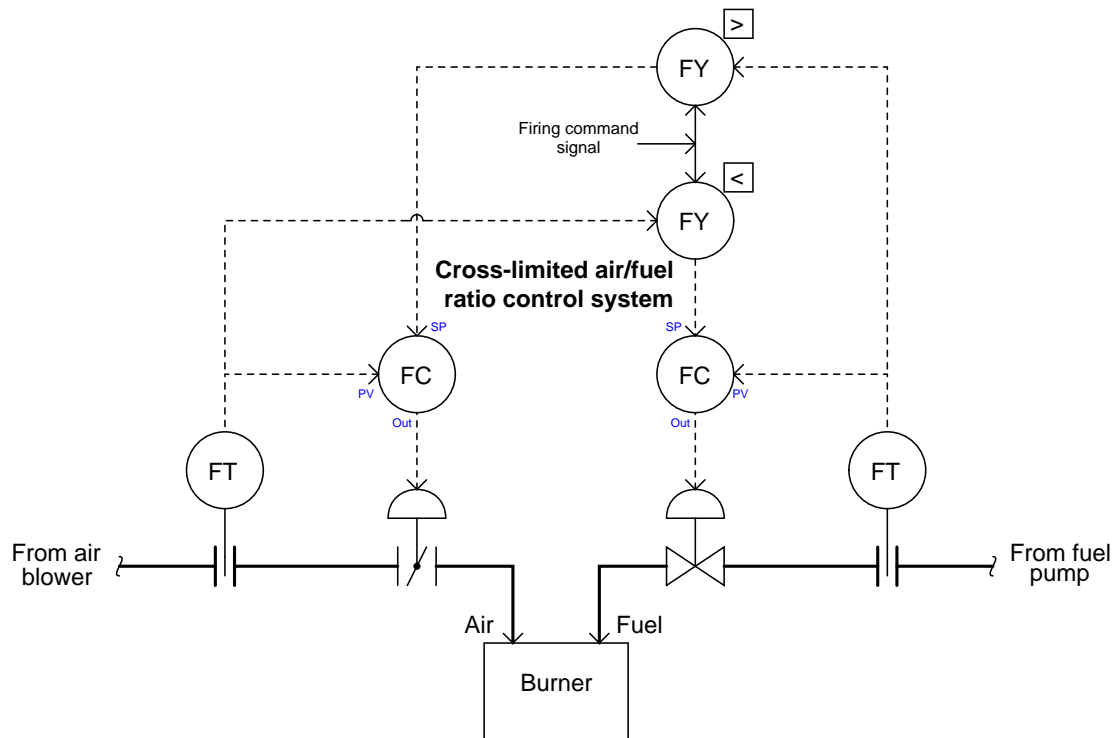 >
FY
Firing command
signal
<
FY
Cross-limited air/fuel
ratio control system
SP
SP
FC
FC
PV
PV
Out
Out
FT
FT
From air
blower
From fuel
pump
Air
Fuel
Burner